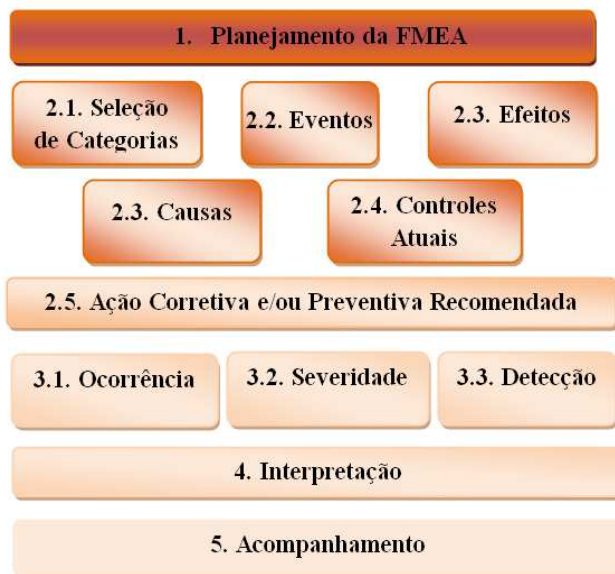 1. Planejamento da FMEA
2.1. Seleção
de Categorias
2.2. Eventos
2.3. Efeitos
2.3. Causas
2.4. Controles
Atuais
2.5. Ação Corretiva e/ou Preventiva Recomendada
3.1. Ocorrência
3.2. Severidade
3.3. Detecção
4. Interpretação
5. Acompanhamento